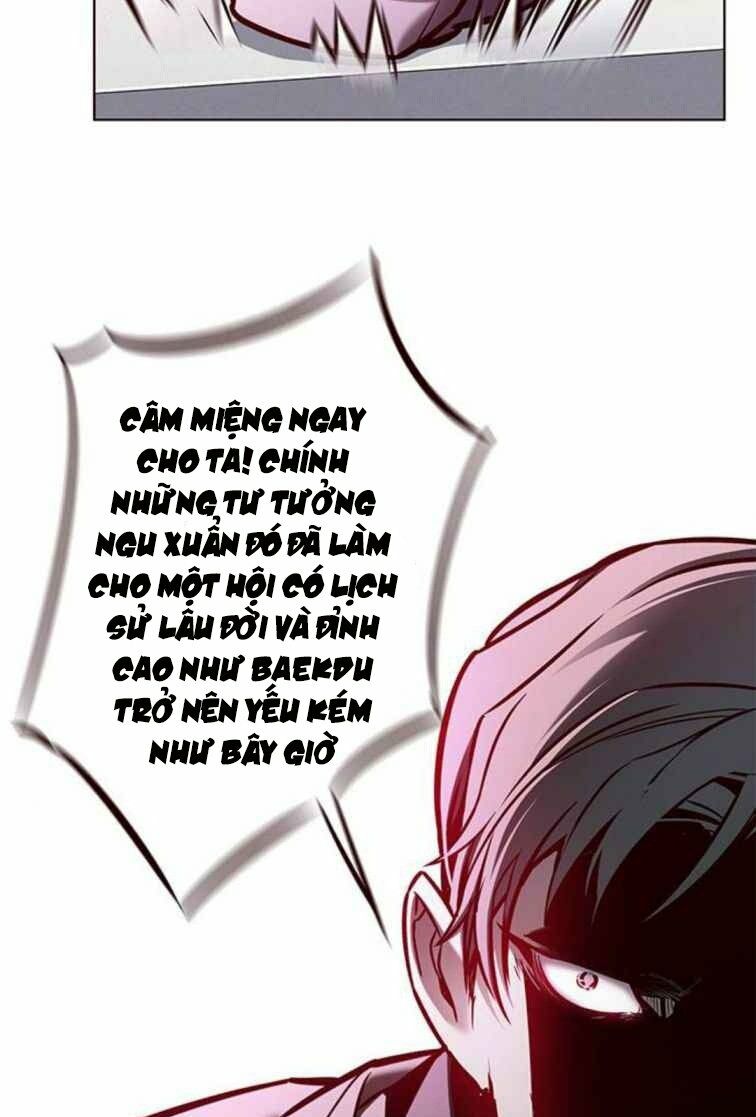 CÂM MIỆNG NGAY
CHO TA! CHÍNH
NHỮNG TƯ TƯỞNG
NGU XUẨN ĐÓ ĐÃ LÀM
CHO MỘT HỘI CÓ LỊCH
SỬ LÂU ĐỜI VÀ ĐỈNH
CAO NHƯ BAEKDU
TRỞ NÊN YẾU KÉM
NHƯ BÂY GIỜ